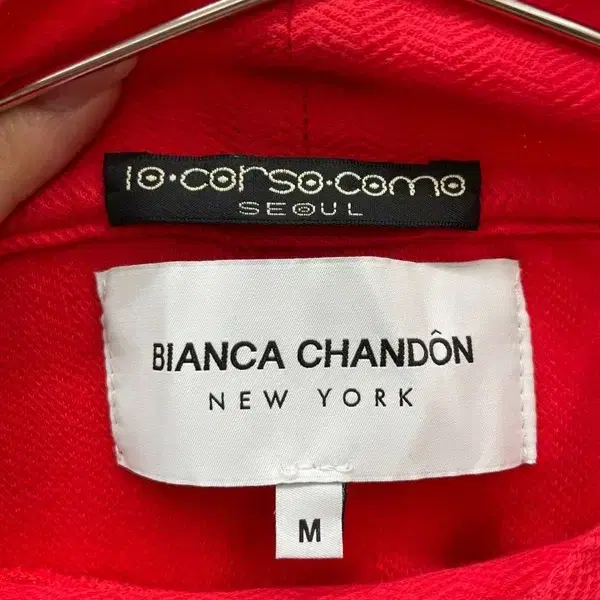 10·corso·como
SEOUL
BIANCA CHANDÔN
NEW YORK
M